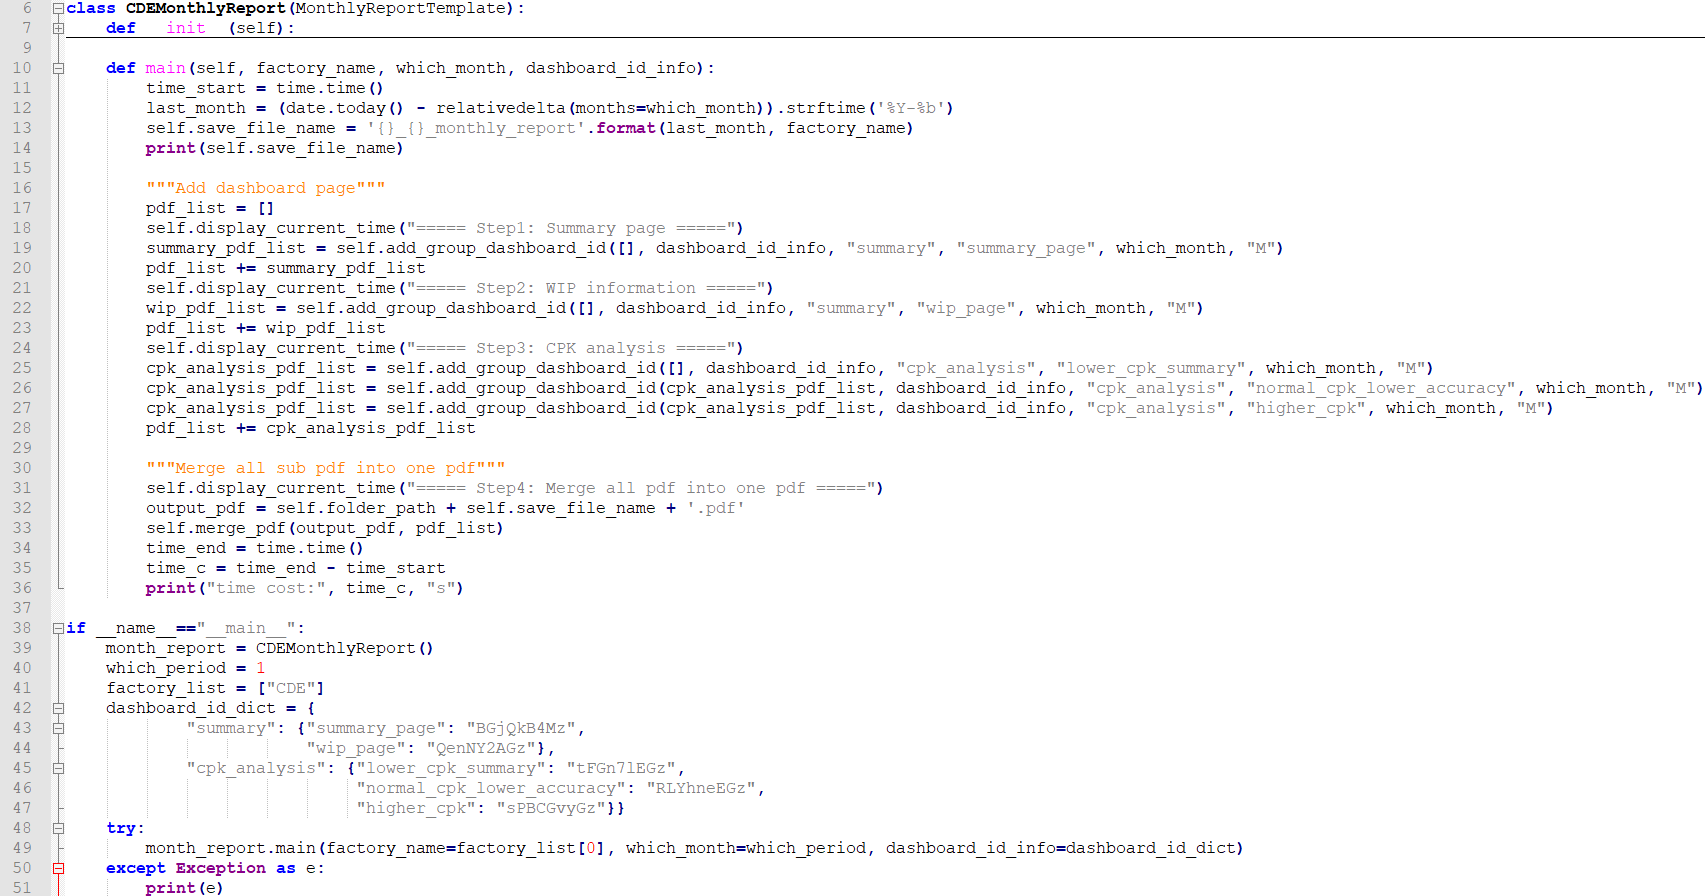 6 class CDEMonthlyReport(MonthlyReportTemplate):
7     def __init__(self):
9
10     def main(self, factory_name, which_month, dashboard_id_info):
11         time_start = time.time()
12         last_month = (date.today() - relativedelta(months=which_month)).strftime('%Y-%b')
13         self.save_file_name = '{}_{}_monthly_report'.format(last_month, factory_name)
14         print(self.save_file_name)
15
16         """Add dashboard page"""
17         pdf_list = []
18         self.display_current_time("===== Step1: Summary page =====")
19         summary_pdf_list = self.add_group_dashboard_id([], dashboard_id_info, "summary", "summary_page", which_month, "M")
20         pdf_list += summary_pdf_list
21         self.display_current_time("===== Step2: WIP information =====")
22         wip_pdf_list = self.add_group_dashboard_id([], dashboard_id_info, "summary", "wip_page", which_month, "M")
23         pdf_list += wip_pdf_list
24         self.display_current_time("===== Step3: CPK analysis =====")
25         cpk_analysis_pdf_list = self.add_group_dashboard_id([], dashboard_id_info, "cpk_analysis", "lower_cpk_summary", which_month, "M")
26         cpk_analysis_pdf_list = self.add_group_dashboard_id(cpk_analysis_pdf_list, dashboard_id_info, "cpk_analysis", "normal_cpk_lower_accuracy", which_month, "M")
27         cpk_analysis_pdf_list = self.add_group_dashboard_id(cpk_analysis_pdf_list, dashboard_id_info, "cpk_analysis", "higher_cpk", which_month, "M")
28         pdf_list += cpk_analysis_pdf_list
29
30         """Merge all sub pdf into one pdf"""
31         self.display_current_time("===== Step4: Merge all pdf into one pdf =====")
32         output_pdf = self.folder_path + self.save_file_name + '.pdf'
33         self.merge_pdf(output_pdf, pdf_list)
34         time_end = time.time()
35         time_c = time_end - time_start
36         print("time cost:", time_c, "s")
37
38 if __name__=="__main__":
39     month_report = CDEMonthlyReport()
40     which_period = 1
41     factory_list = ["CDE"]
42     dashboard_id_dict = {
43             "summary": {"summary_page": "BGjQkB4Mz",
44                         "wip_page": "QenNY2AGz"},
45             "cpk_analysis": {"lower_cpk_summary": "tFGn7lEGz",
46                              "normal_cpk_lower_accuracy": "RLYhneEGz",
47                              "higher_cpk": "sPBCGvyGz"}}
48     try:
49         month_report.main(factory_name=factory_list[0], which_month=which_period, dashboard_id_info=dashboard_id_dict)
50     except Exception as e:
51         print(e)